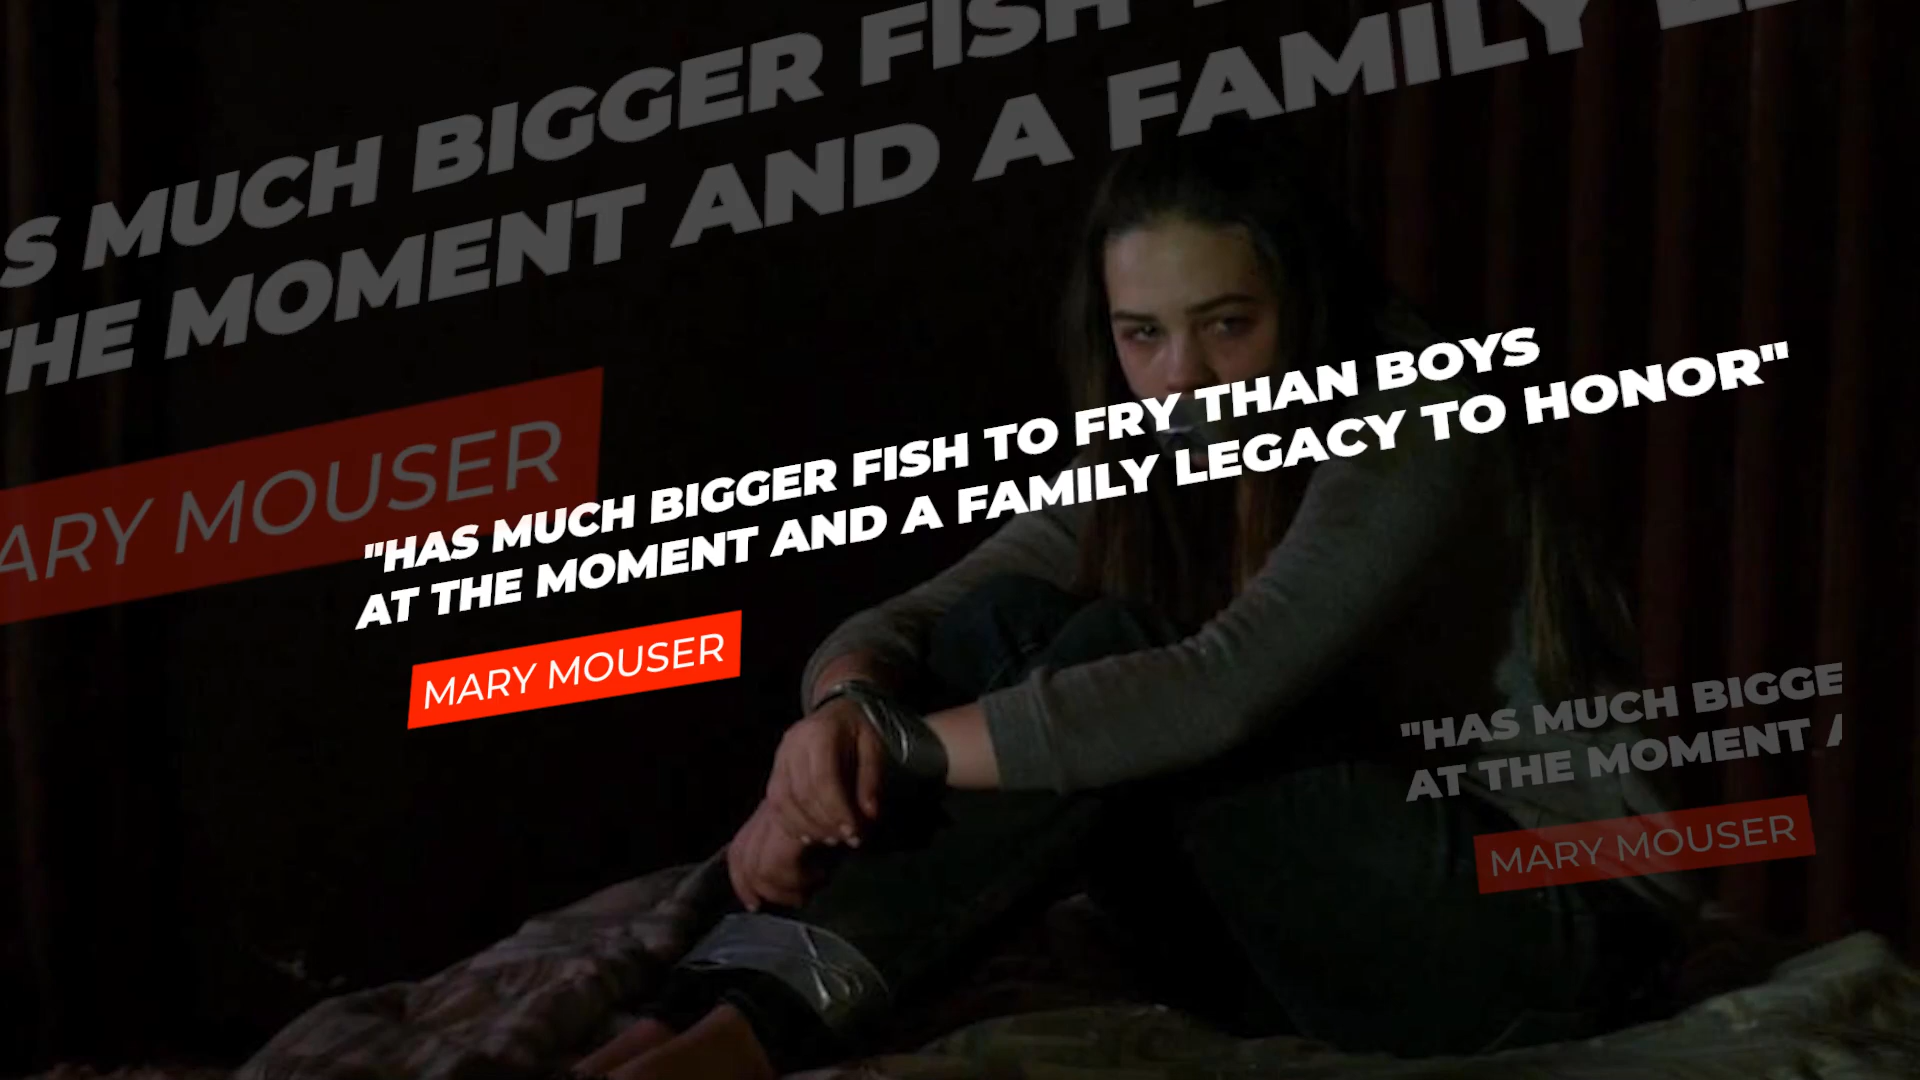 S MUCH BIGGER FISH
THE MOMENT AND A FAMILY
ARY MOUSER
"HAS MUCH BIGGER FISH TO FRY THAN BOYS
AT THE MOMENT AND A FAMILY LEGACY TO HONOR"
MARY MOUSER
"HAS MUCH BIGGE
AT THE MOMENT A
MARY MOUSER